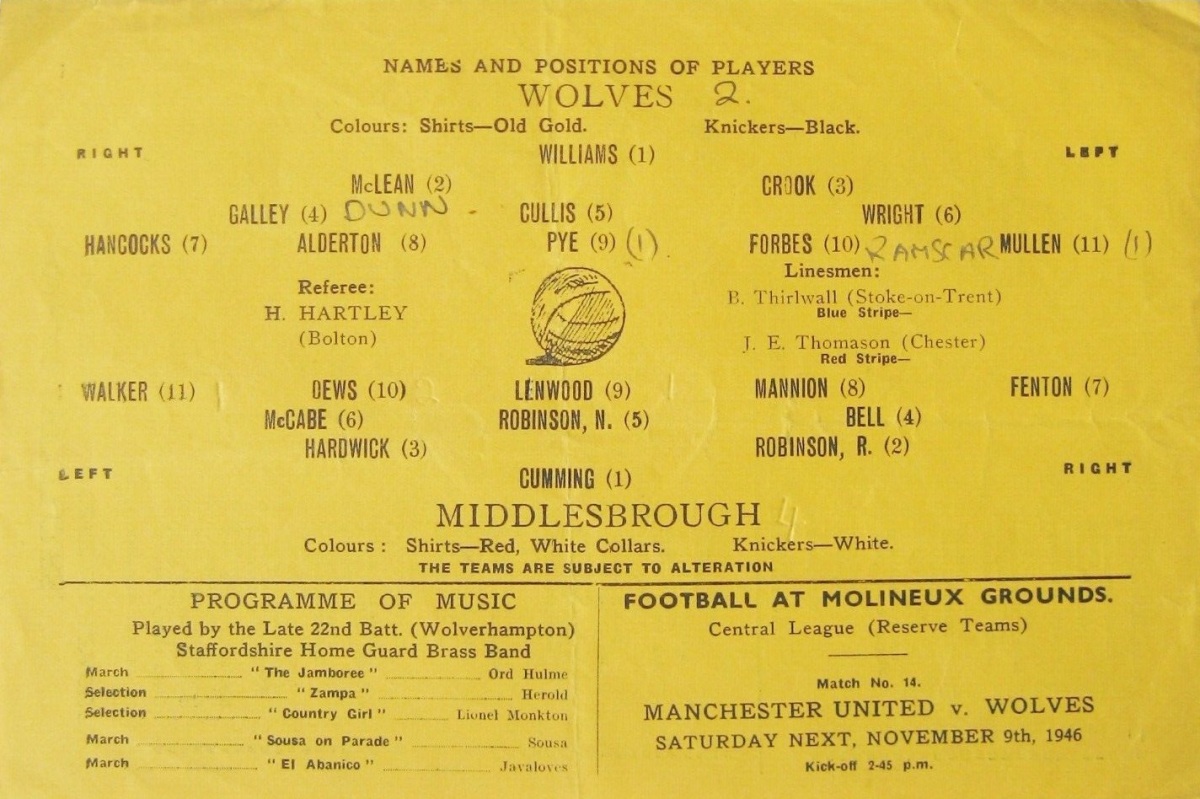 NAMES AND POSITIONS OF PLAYERS
WOLVES 2.
Colours: Shirts—Old Gold. Knickers—Black.
RIGHT WILLIAMS (1) LEFT
McLEAN (2) CROOK (3)
GALLEY (4) DUNN - CULLIS (5) WRIGHT (6)
HANCOCKS (7) ALDERTON (8) PYE (9) (1) FORBES (10) RAMSCAR MULLEN (11) (1)
Referee:
H. HARTLEY
(Bolton)
Linesmen:
B. Thirlwall (Stoke-on-Trent)
Blue Stripe—
J. E. Thomason (Chester)
Red Stripe—
WALKER (11) DEWS (10) LENWOOD (9) MANNION (8) FENTON (7)
McCABE (6) ROBINSON, N. (5) BELL (4)
HARDWICK (3) ROBINSON, R. (2)
LEFT CUMMING (1) RIGHT
MIDDLESBROUGH 4
Colours : Shirts—Red, White Collars. Knickers—White.
THE TEAMS ARE SUBJECT TO ALTERATION
PROGRAMME OF MUSIC
Played by the Late 22nd Batt. (Wolverhampton)
Staffordshire Home Guard Brass Band
March "The Jamboree" Ord Hulme
Selection "Zampa" Herold
Selection "Country Girl" Lionel Monkton
March "Sousa on Parade" Sousa
March "El Abanico" Javaloves
FOOTBALL AT MOLINEUX GROUNDS.
Central League (Reserve Teams)
Match No. 14.
MANCHESTER UNITED v. WOLVES
SATURDAY NEXT, NOVEMBER 9th, 1946
Kick-off 2-45 p.m.